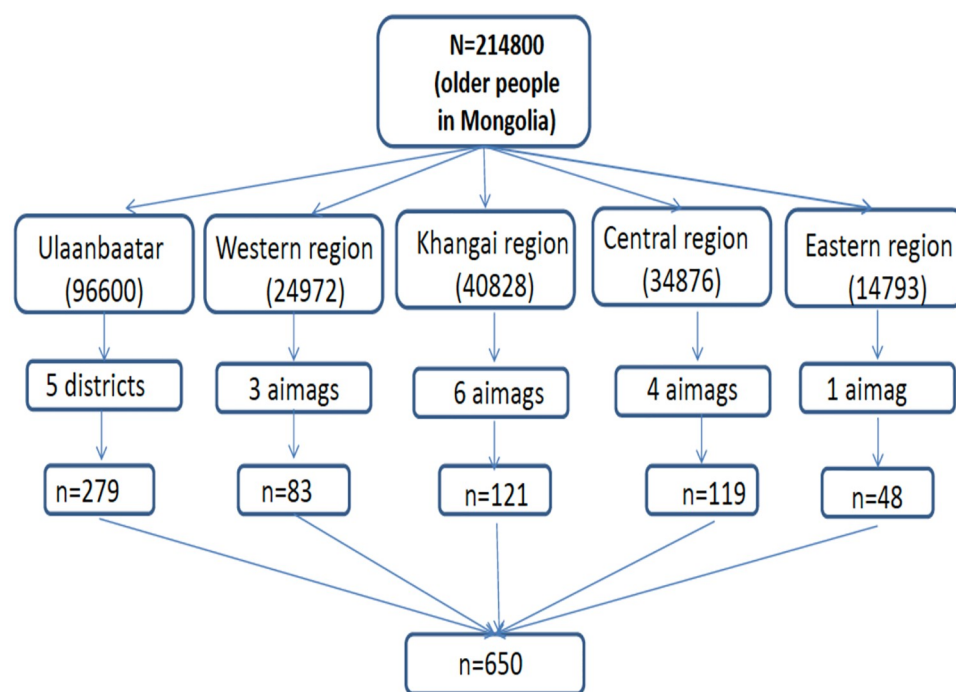 N=214800
(older people
in Mongolia)
Ulaanbaatar
(96600)
Western region
(24972)
Khangai region
(40828)
Central region
(34876)
Eastern region
(14793)
5 districts
3 aimags
6 aimags
4 aimags
1 aimag
n=279
n=83
n=121
n=119
n=48
n=650